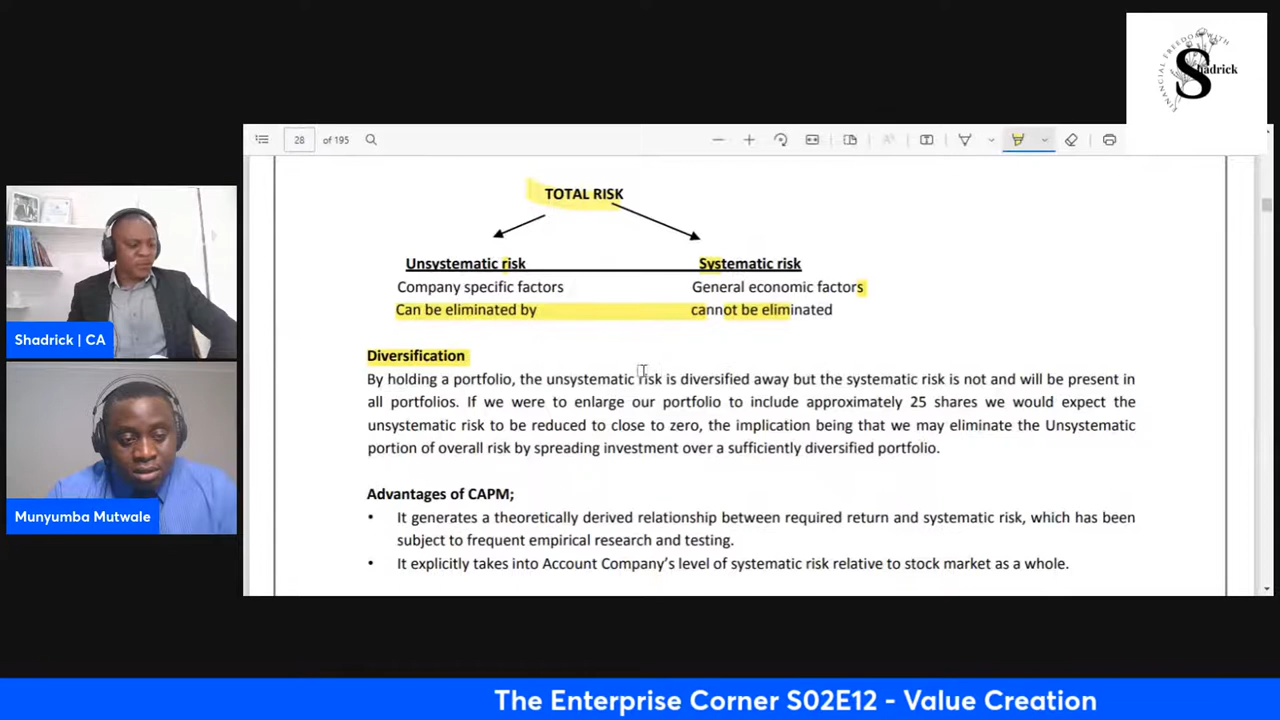 FINANCIAL FREEDOM WITH
Shadrick
28 of 195
TOTAL RISK
Unsystematic risk Systematic risk
Company specific factors General economic factors
Can be eliminated by cannot be eliminated
Diversification
By holding a portfolio, the unsystematic risk is diversified away but the systematic risk is not and will be present in
all portfolios. If we were to enlarge our portfolio to include approximately 25 shares we would expect the
unsystematic risk to be reduced to close to zero, the implication being that we may eliminate the Unsystematic
portion of overall risk by spreading investment over a sufficiently diversified portfolio.
Advantages of CAPM;
• It generates a theoretically derived relationship between required return and systematic risk, which has been
subject to frequent empirical research and testing.
• It explicitly takes into Account Company's level of systematic risk relative to stock market as a whole.
Shadrick | CA
Munyumba Mutwale
The Enterprise Corner S02E12 - Value Creation